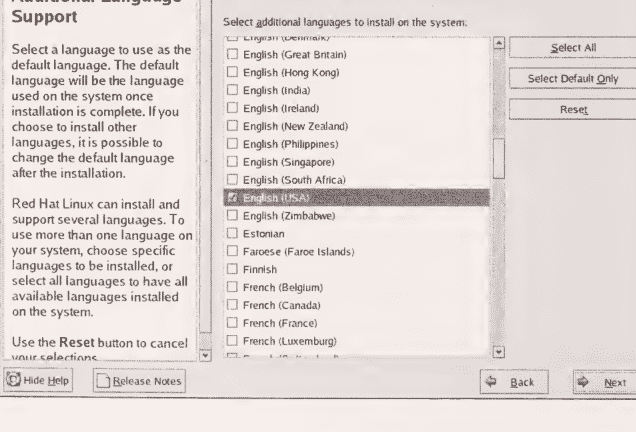 Additional Language
Support
Select a language to use as the
default language. The default
language will be the language
used on the system once
installation is complete. If you
choose to install other
languages, it is possible to
change the default language
after the installation.
Red Hat Linux can install and
support several languages. To
use more than one language on
your system, choose specific
languages to be installed, or
select all languages to have all
available languages installed
on the system.
Use the Reset button to cancel
your selections
Select additional languages to install on the system:
English (Denmark)
English (Great Britain)
English (Hong Kong)
English (India)
English (Ireland)
English (New Zealand)
English (Philippines)
English (Singapore)
English (South Africa)
English (USA)
English (Zimbabwe)
Estonian
Faroese (Faroe Islands)
Finnish
French (Belgium)
French (Canada)
French (France)
French (Luxemburg)
Select All
Select Default Only
Reset
Hide Help
Release Notes
Back
Next